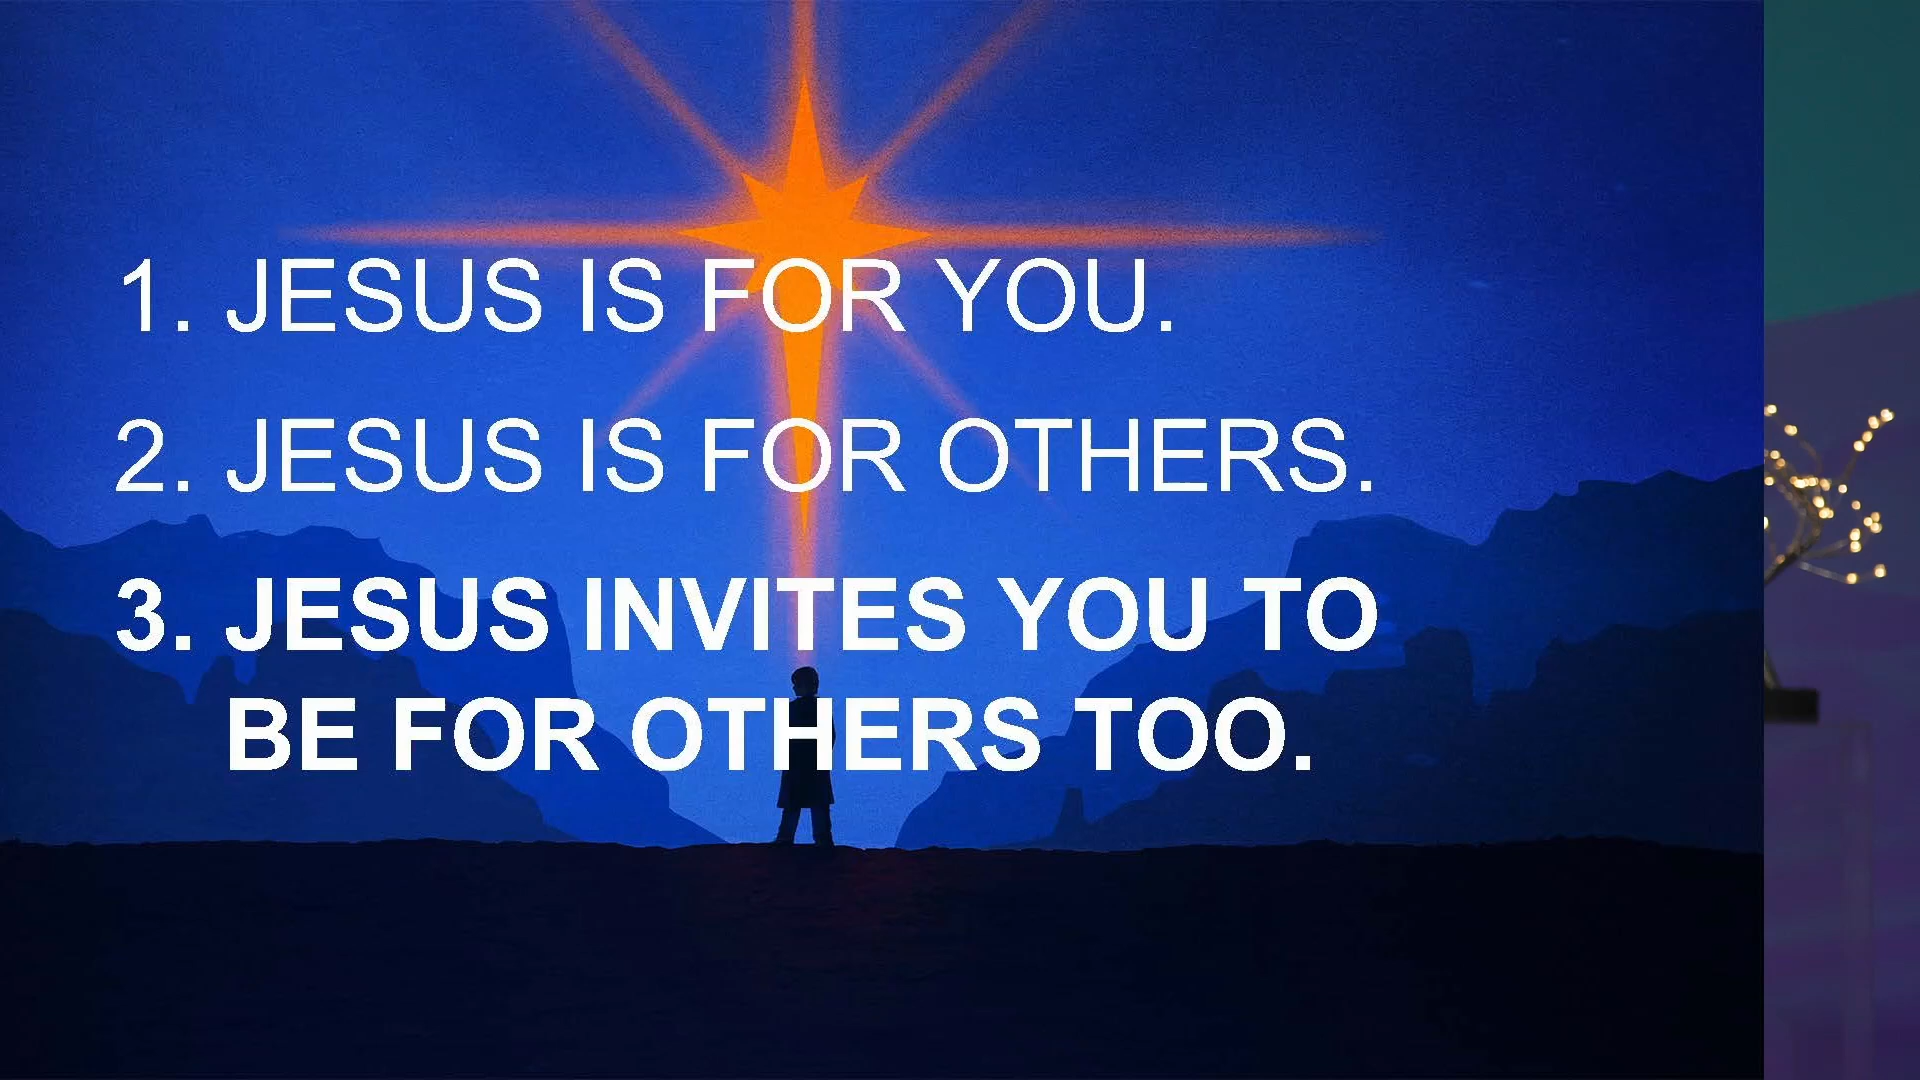 1. JESUS IS FOR YOU.
2. JESUS IS FOR OTHERS.
3. JESUS INVITES YOU TO
BE FOR OTHERS TOO.